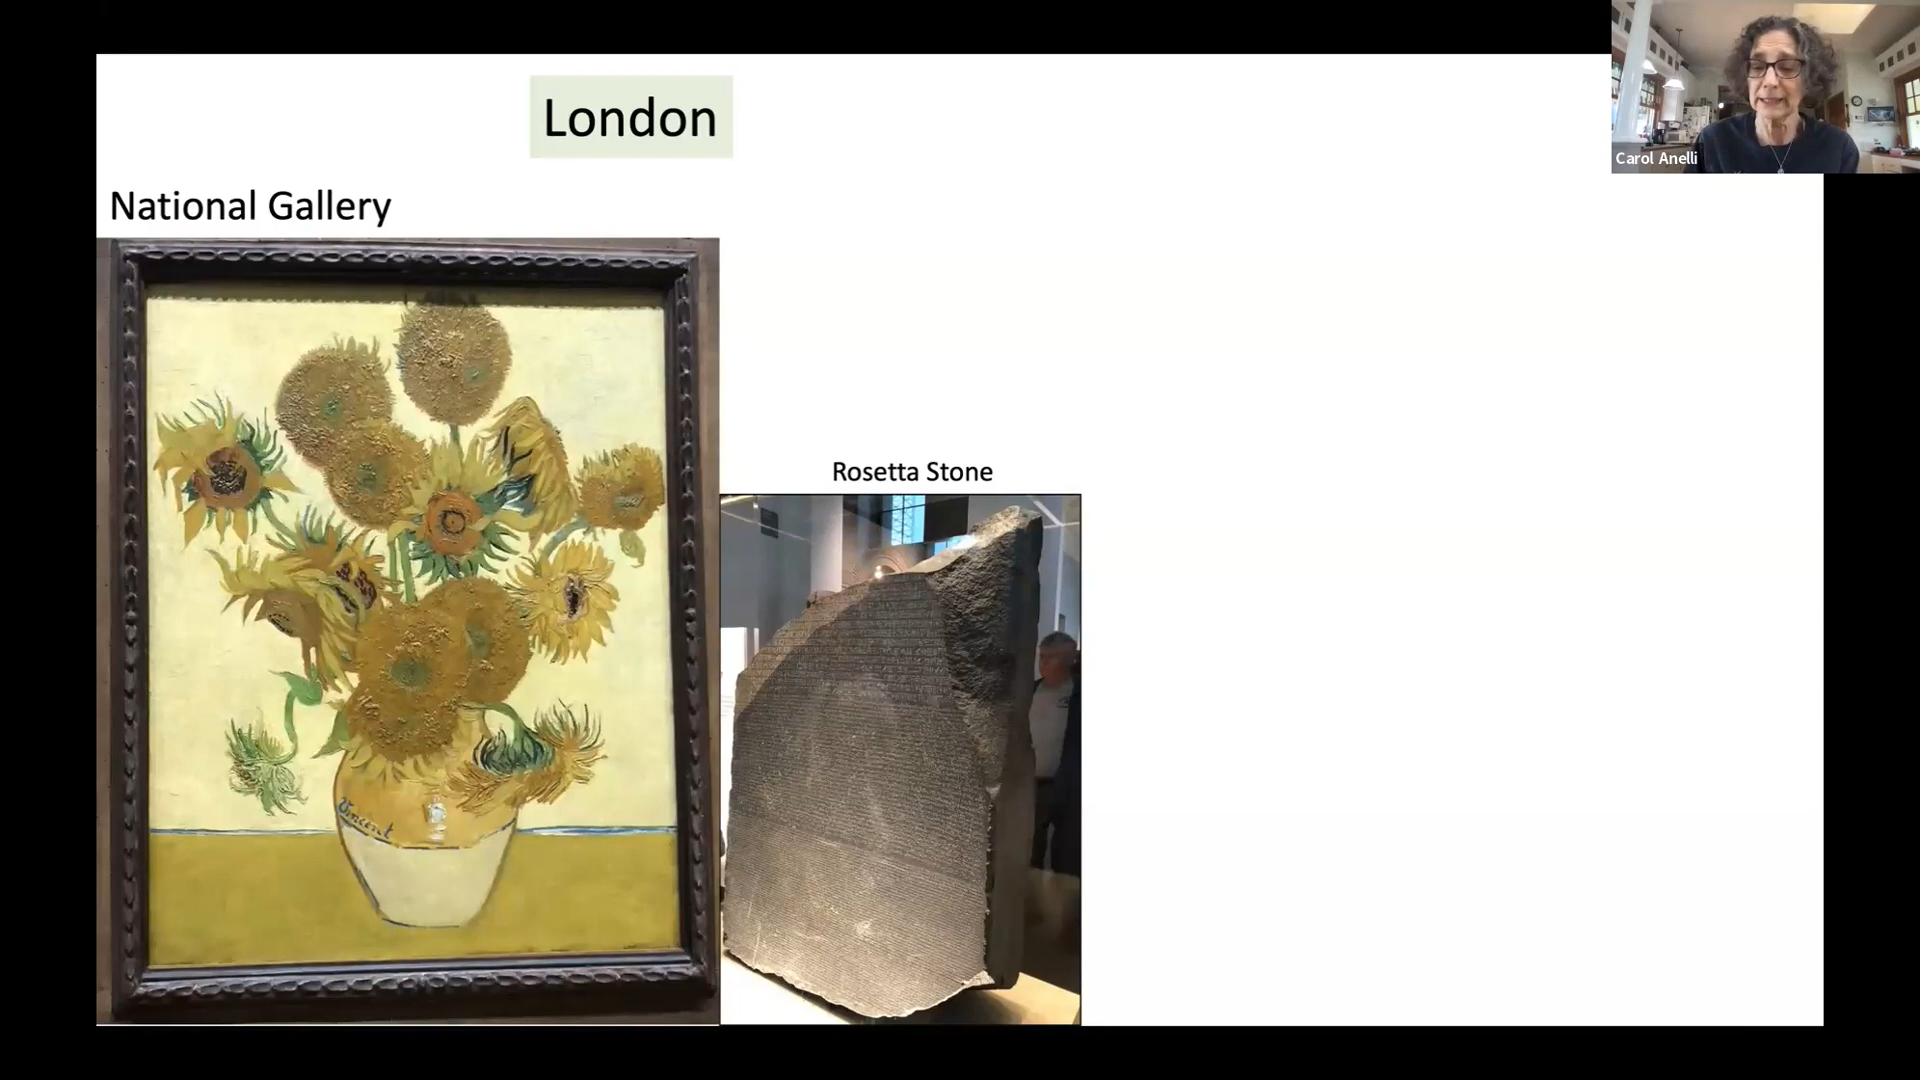 London
Carol Anelli
National Gallery
Rosetta Stone
Vincent